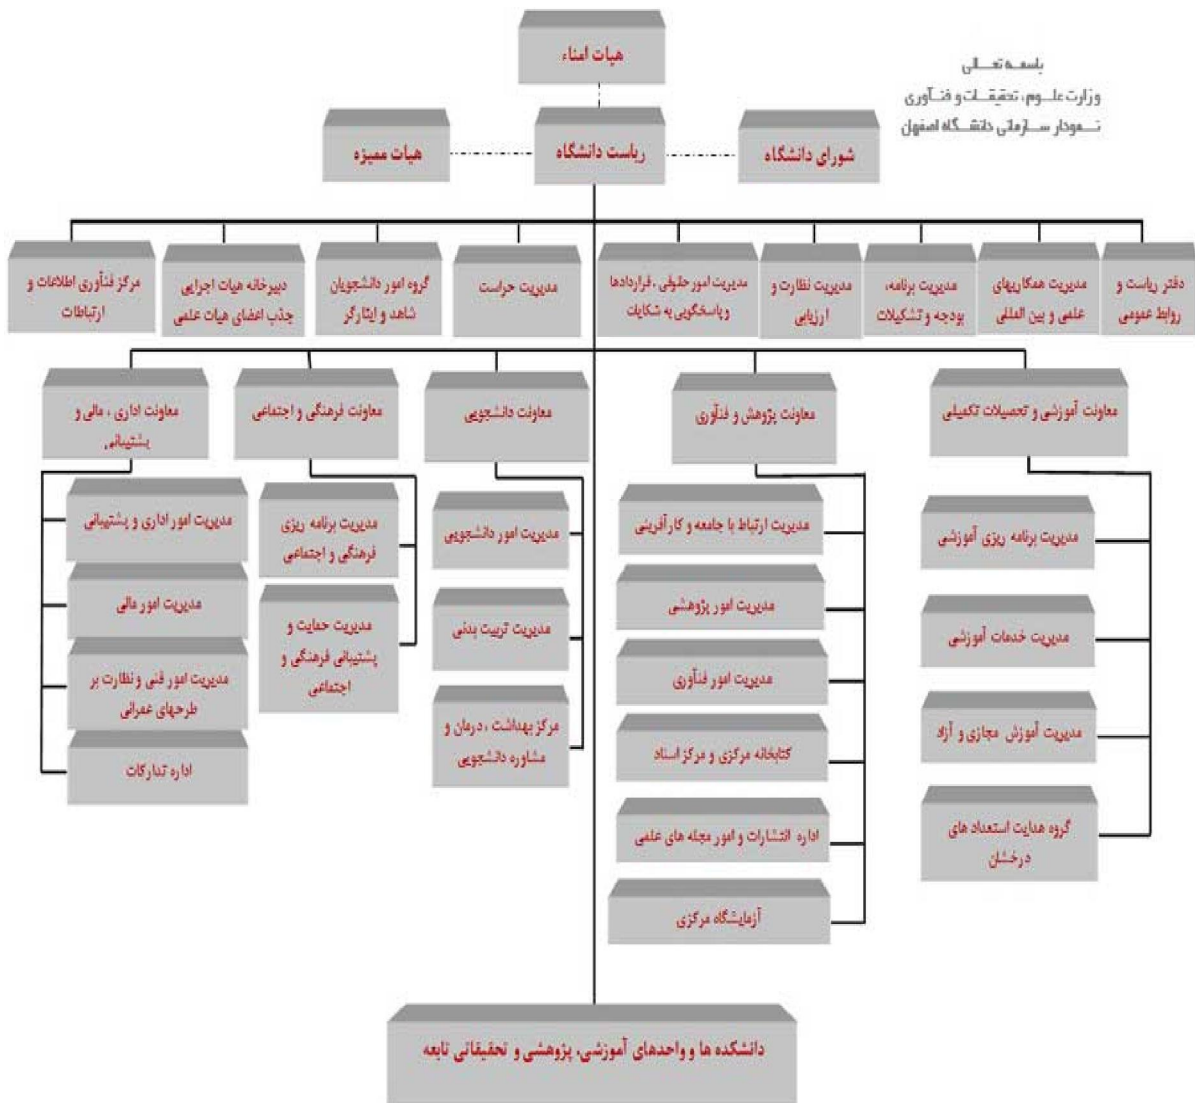 باسمه تعالی
وزارت علوم، تحقیقات و فنآوری
نمودار سازمانی دانشگاه اصفهان
هیات امناء
شورای دانشگاه
ریاست دانشگاه
هیات ممیزه
دفتر ریاست و
روابط عمومی
مدیریت همکاریهای
علمی و بین المللی
مدیریت برنامه،
بودجه و تشکیلات
مدیریت نظارت و
ارزیابی
مدیریت امور حقوقی ، قراردادها
و پاسخگویی به شکایات
مدیریت حراست
گروه امور دانشجویان
شاهد و ایثارگر
دبیرخانه هیات اجرایی
جذب اعضای هیات علمی
مرکز فنآوری اطلاعات و
ارتباطات
معاونت آموزشی و تحصیلات تکمیلی
مدیریت برنامه ریزی آموزشی
مدیریت خدمات آموزشی
مدیریت آموزش مجازی و آزاد
گروه هدایت استعداد های
درخشان
معاونت پژوهش و فنآوری
مدیریت ارتباط با جامعه و کارآفرینی
مدیریت امور پژوهشی
مدیریت امور فنآوری
کتابخانه مرکزی و مرکز اسناد
اداره انتشارات و امور مجله های علمی
آزمایشگاه مرکزی
معاونت دانشجویی
مدیریت امور دانشجویی
مدیریت تربیت بدنی
مرکز بهداشت ، درمان و
مشاوره دانشجویی
معاونت فرهنگی و اجتماعی
مدیریت برنامه ریزی
فرهنگی و اجتماعی
مدیریت حمایت و
پشتیبانی فرهنگی و
اجتماعی
معاونت اداری ، مالی و
پشتیبانی
مدیریت امور اداری و پشتیبانی
مدیریت امور مالی
مدیریت امور فنی و نظارت بر
طرحهای عمرانی
اداره تدارکات
دانشکده ها و واحدهای آموزشی، پژوهشی و تحقیقاتی تابعه